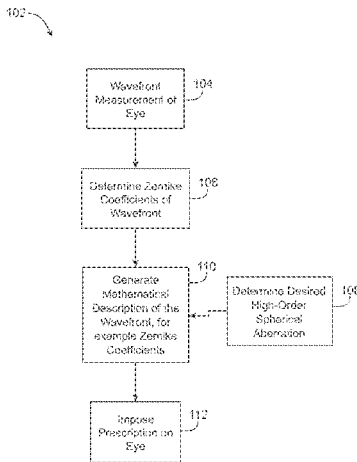 102
Wavefront
Measurement of
Eye
104
Determine Zernike
Coefficients of
Wavefront
106
110
Generate
Mathematical
Description of the
Wavefront, for
example Zernike
Coefficients
Determine Desired
High-Order
Spherical
Aberration
108
Impose
Prescription on
Eye
112